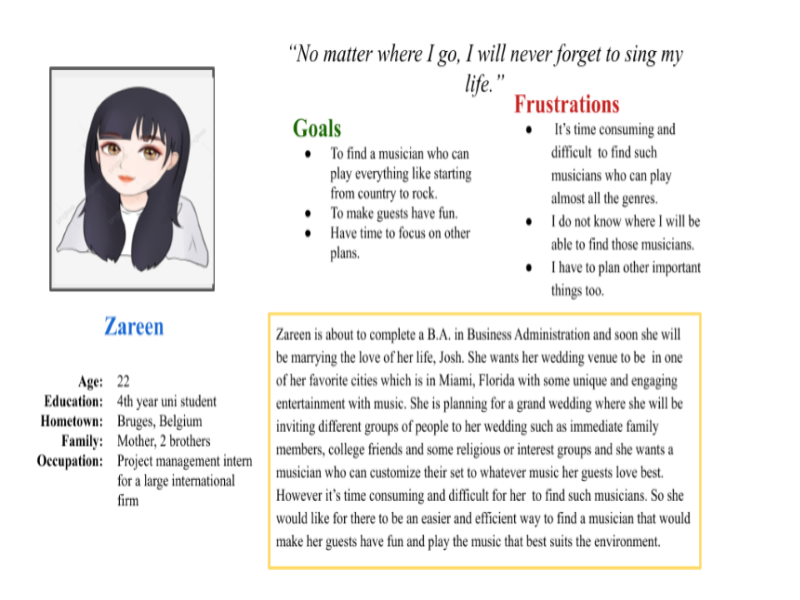 “No matter where I go, I will never forget to sing my
life.”
Goals
● To find a musician who can
play everything like starting
from country to rock.
● To make guests have fun.
● Have time to focus on other
plans.
Frustrations
● It’s time consuming and
difficult to find such
musicians who can play
almost all the genres.
● I do not know where I will be
able to find those musicians.
● I have to plan other important
things too.
Zareen
Age: 22
Education: 4th year uni student
Hometown: Bruges, Belgium
Family: Mother, 2 brothers
Occupation: Project management intern
for a large international
firm
Zareen is about to complete a B.A. in Business Administration and soon she will
be marrying the love of her life, Josh. She wants her wedding venue to be in one
of her favorite cities which is in Miami, Florida with some unique and engaging
entertainment with music. She is planning for a grand wedding where she will be
inviting different groups of people to her wedding such as immediate family
members, college friends and some religious or interest groups and she wants a
musician who can customize their set to whatever music her guests love best.
However it’s time consuming and difficult for her to find such musicians. So she
would like for there to be an easier and efficient way to find a musician that would
make her guests have fun and play the music that best suits the environment.